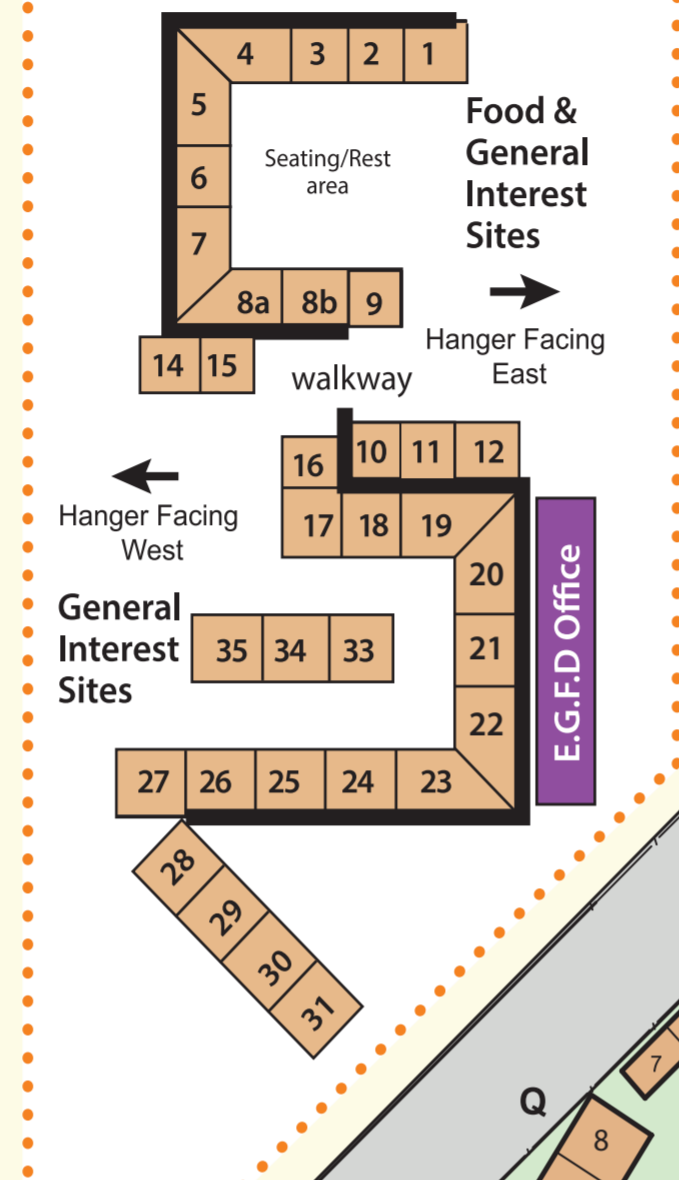 4 3 2 1
5
6
7
8a 8b 9
Seating/Rest
area
Food &
General
Interest
Sites
Hanger Facing
East
14 15
walkway
10 11 12
16
17 18 19
20
21
22
Hanger Facing
West
General
Interest
Sites
35 34 33
E.G.F.D Office
27 26 25 24 23
28
29
30
31
Q
7
8